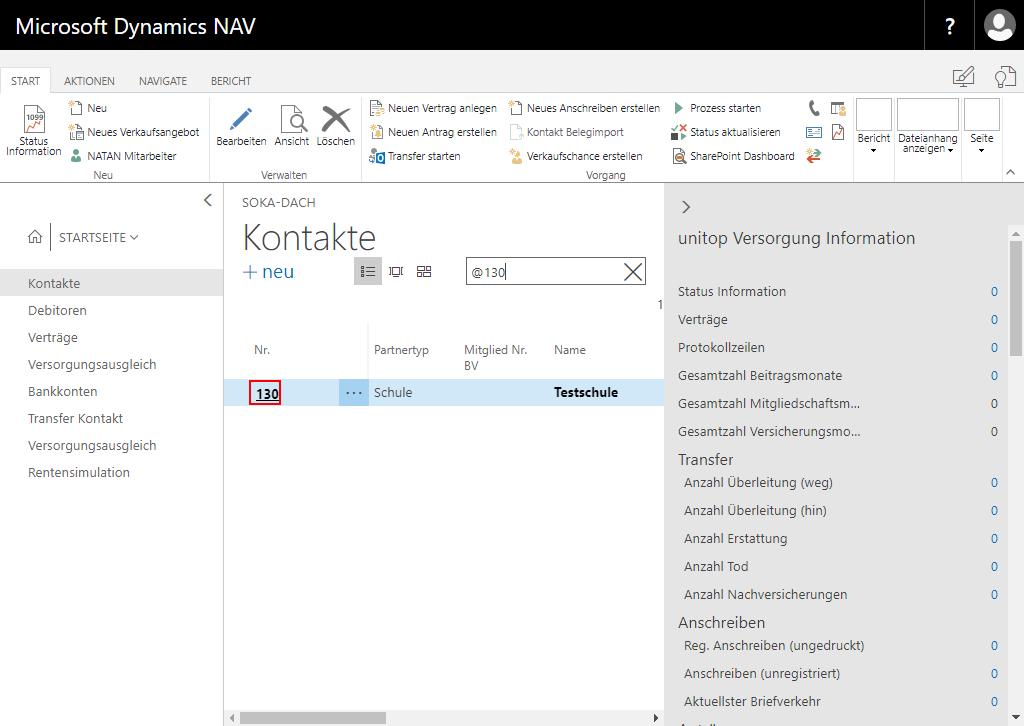 Microsoft Dynamics NAV
?
START
AKTIONEN
NAVIGATE
BERICHT
1099
Status
Information
Neu
Neues Verkaufsangebot
NATAN Mitarbeiter
Neu
Bearbeiten
Ansicht
Löschen
Verwalten
Neuen Vertrag anlegen
Neuen Antrag erstellen
Transfer starten
Neues Anschreiben erstellen
Kontakt Belegimport
Verkaufschance erstellen
Prozess starten
Status aktualisieren
SharePoint Dashboard
Vorgang
Bericht
Dateianhang
anzeigen
Seite
STARTSEITE
Kontakte
Debitoren
Verträge
Versorgungsausgleich
Bankkonten
Transfer Kontakt
Versorgungsausgleich
Rentensimulation
SOKA-DACH
Kontakte
+ neu
@130
1
Nr.
Partnertyp
Mitglied Nr.
BV
Name
130
...
Schule
Testschule
unitop Versorgung Information
Status Information 0
Verträge 0
Protokollzeilen 0
Gesamtzahl Beitragsmonate 0
Gesamtzahl Mitgliedschaftsm... 0
Gesamtzahl Versicherungsmo... 0
Transfer
Anzahl Überleitung (weg) 0
Anzahl Überleitung (hin) 0
Anzahl Erstattung 0
Anzahl Tod 0
Anzahl Nachversicherungen 0
Anschreiben
Reg. Anschreiben (ungedruckt) 0
Anschreiben (unregistriert) 0
Aktuellster Briefverkehr 0